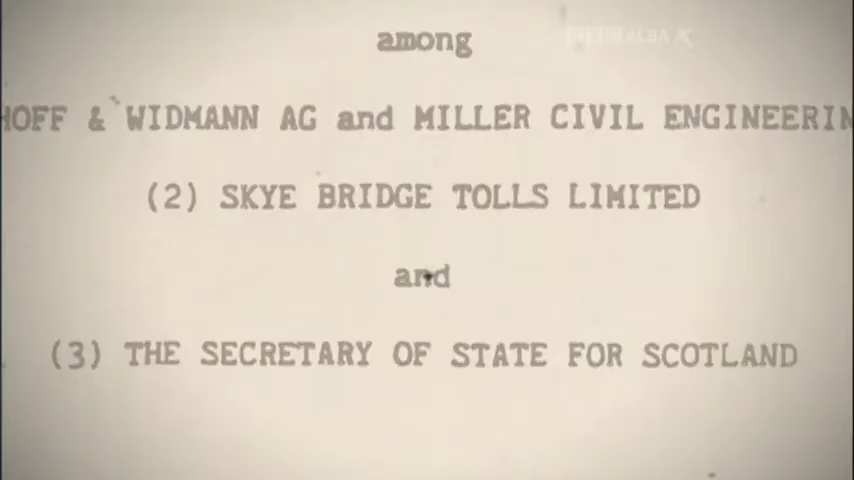 among
HOFF & WIDMANN AG and MILLER CIVIL ENGINEERIN
(2) SKYE BRIDGE TOLLS LIMITED
and
(3) THE SECRETARY OF STATE FOR SCOTLAND
ALBA